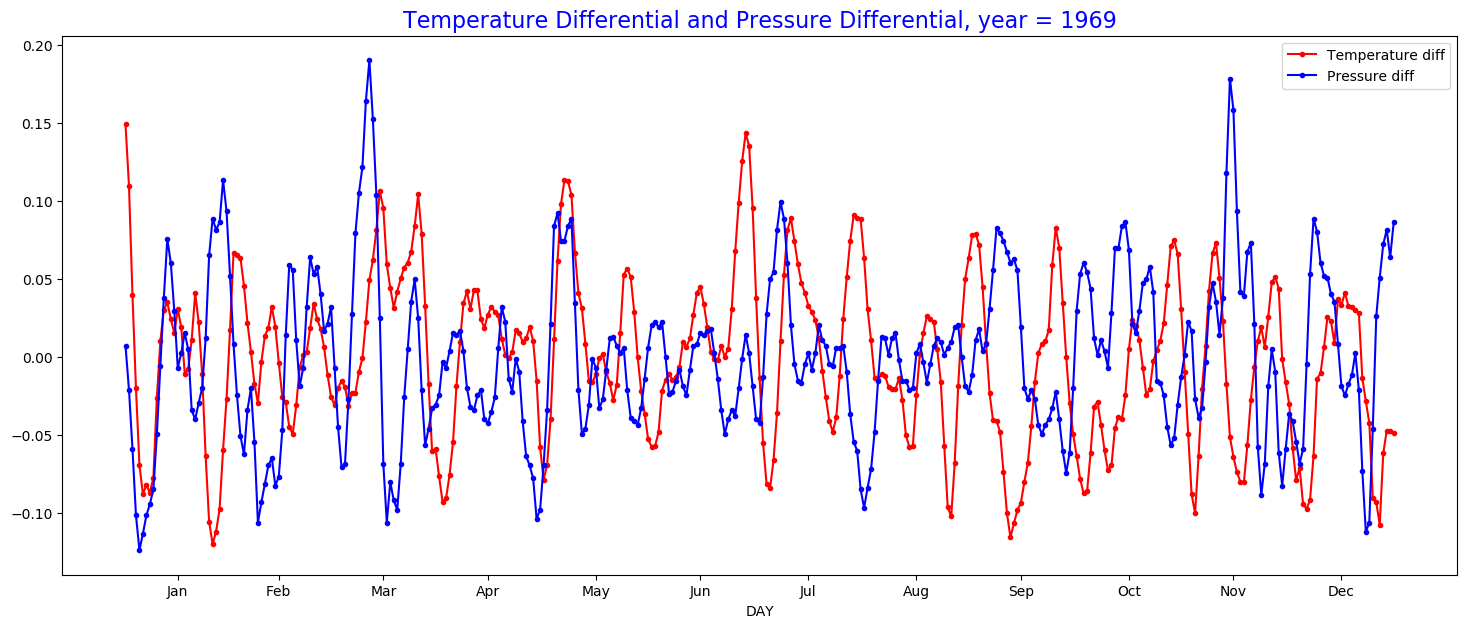 Temperature Differential and Pressure Differential, year = 1969
Temperature diff
Pressure diff
0.20
0.15
0.10
0.05
0.00
−0.05
−0.10
Jan Feb Mar Apr May Jun Jul Aug Sep Oct Nov Dec
DAY